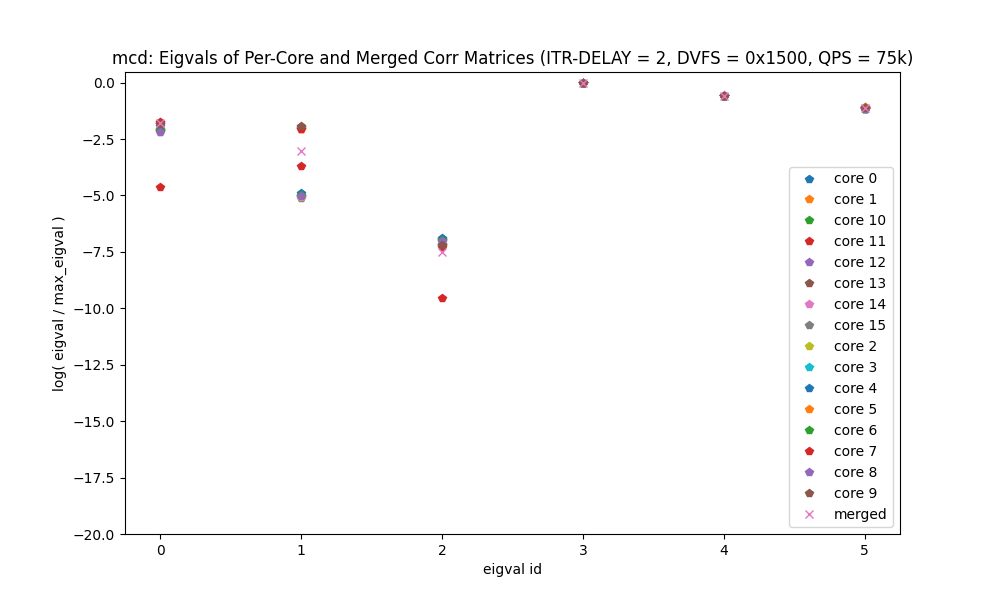 mcd: Eigvals of Per-Core and Merged Corr Matrices (ITR-DELAY = 2, DVFS = 0x1500, QPS = 75k)
log( eigval / max_eigval )
0.0
−2.5
−5.0
−7.5
−10.0
−12.5
−15.0
−17.5
−20.0
core 0
core 1
core 10
core 11
core 12
core 13
core 14
core 15
core 2
core 3
core 4
core 5
core 6
core 7
core 8
core 9
merged
0 1 2 3 4 5
eigval id